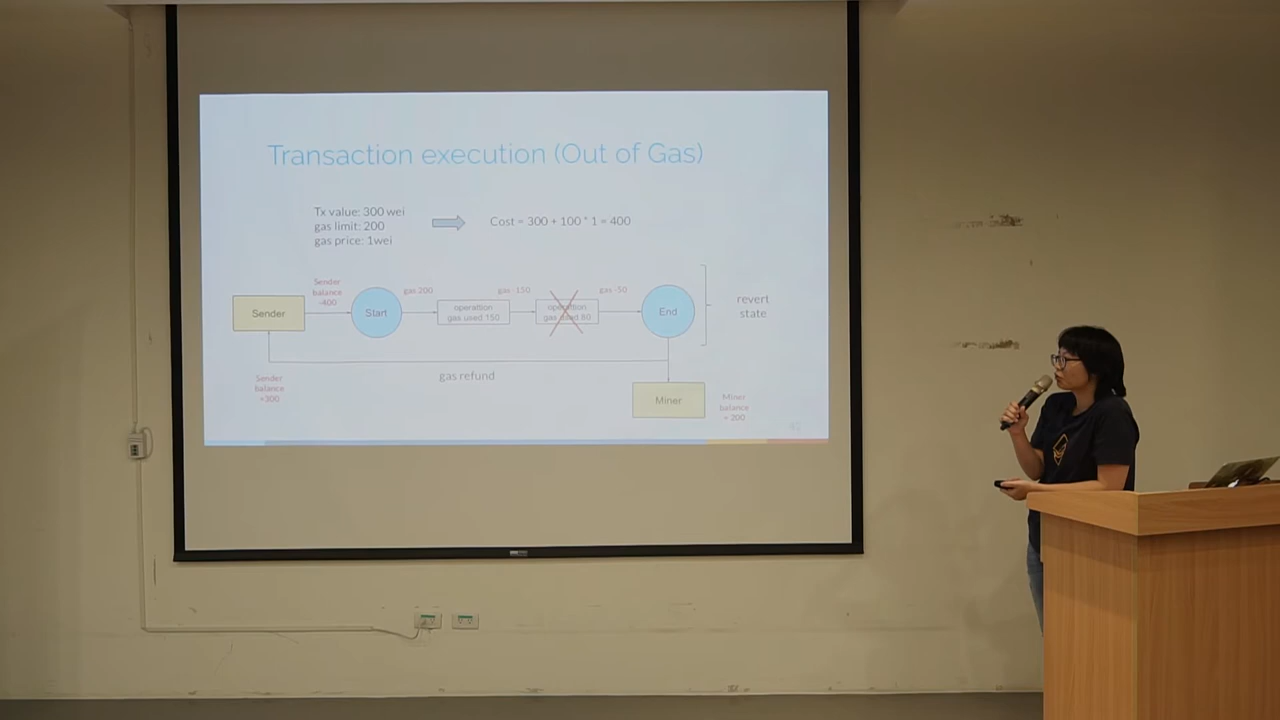 Transaction execution (Out of Gas)
Tx value: 300 wei
gas limit: 200
gas price: 1wei
Cost = 300 + 100 * 1 = 400
Sender
balance
-400
gas 200
gas -150
gas -50
Sender
Start
operation
gas used 150
operation
gas used 80
End
revert
state
gas refund
Sender
balance
+300
Miner
Miner
balance
+ 200
41